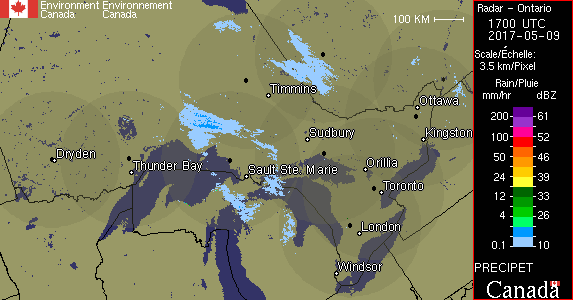 Environment Environnement
Canada Canada
100 KM
Timmins
Ottawa
Sudbury
Kingston
Dryden
Thunder Bay
Sault Ste. Marie
Orillia
Toronto
London
Windsor
Radar - Ontario
1700 UTC
2017-05-09
Scale/Échelle:
3.5 km/Pixel
Rain/Pluie
mm/hr dBZ
200 61
100 52
50 46
24 39
12 33
4 26
0.1 10
PRECIPET
Canada